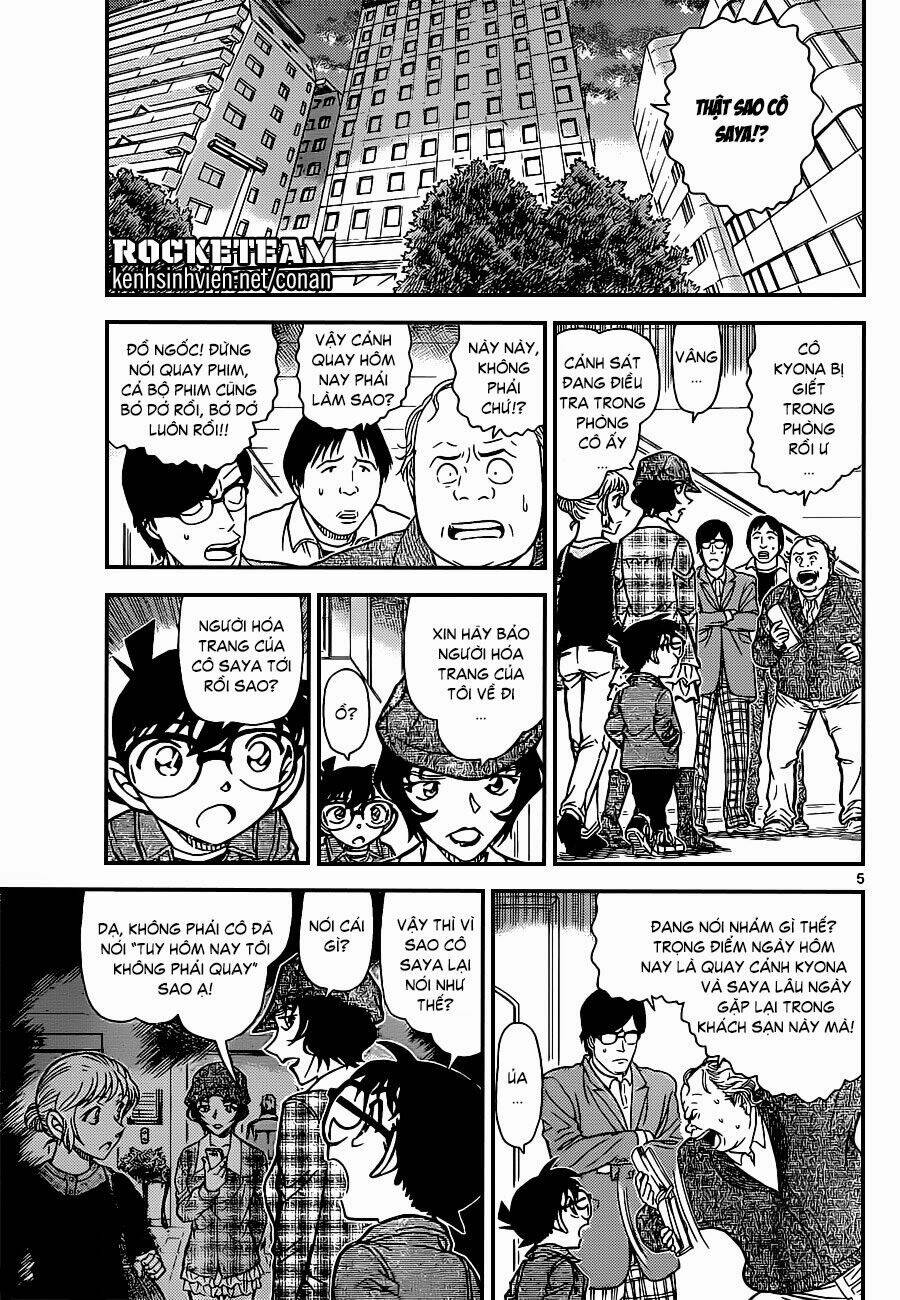 THẬT SAO CÔ
SAYA!?
ROCKETEAM
kenhsinhvien.net/conan
CÔ
KYONA BỊ
GIẾT
TRONG
PHÒNG
RỒI Ư
...
VÂNG
...
CẢNH SÁT
ĐANG ĐIỀU
TRA TRONG
PHÒNG
CÔ ẤY
...
NÀY NÀY,
KHÔNG
PHẢI
CHỨ!?
VẬY CẢNH
QUAY HÔM
NAY PHẢI
LÀM SAO?
ĐỒ NGỐC! ĐỪNG
NÓI QUAY PHIM,
CẢ BỘ PHIM CŨNG
BỎ DỞ RỒI, BỎ DỞ
LUÔN RỒI!!
XIN HÃY BẢO
NGƯỜI HÓA
TRANG CỦA
TÔI VỀ ĐI
...
Ồ?
NGƯỜI HÓA
TRANG CỦA
CÔ SAYA TỚI
RỒI SAO?
5
ĐANG NÓI NHẢM GÌ THẾ?
TRỌNG ĐIỂM NGÀY HÔM
NAY LÀ QUAY CẢNH KYONA
VÀ SAYA LÂU NGÀY
GẶP LẠI TRONG
KHÁCH SẠN NÀY MÀ!
ỦA
...
VẬY THÌ VÌ
SAO CÔ
SAYA LẠI
NÓI NHƯ
THẾ?
NÓI CÁI
GÌ?
DẠ, KHÔNG PHẢI CÔ ĐÃ
NÓI "TUY HÔM NAY TÔI
KHÔNG PHẢI QUAY"
SAO Ạ!